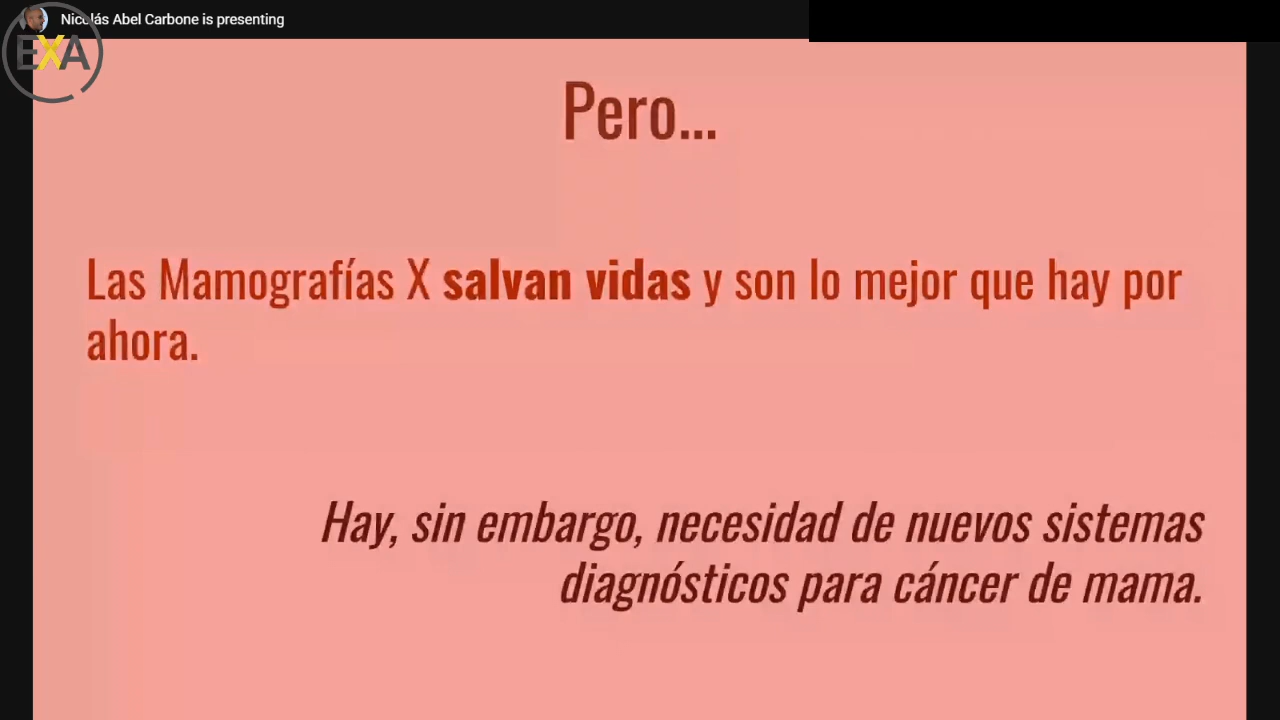 Nicolás Abel Carbone is presenting
EXA
Pero...
Las Mamografías X salvan vidas y son lo mejor que hay por
ahora.
Hay, sin embargo, necesidad de nuevos sistemas
diagnósticos para cáncer de mama.